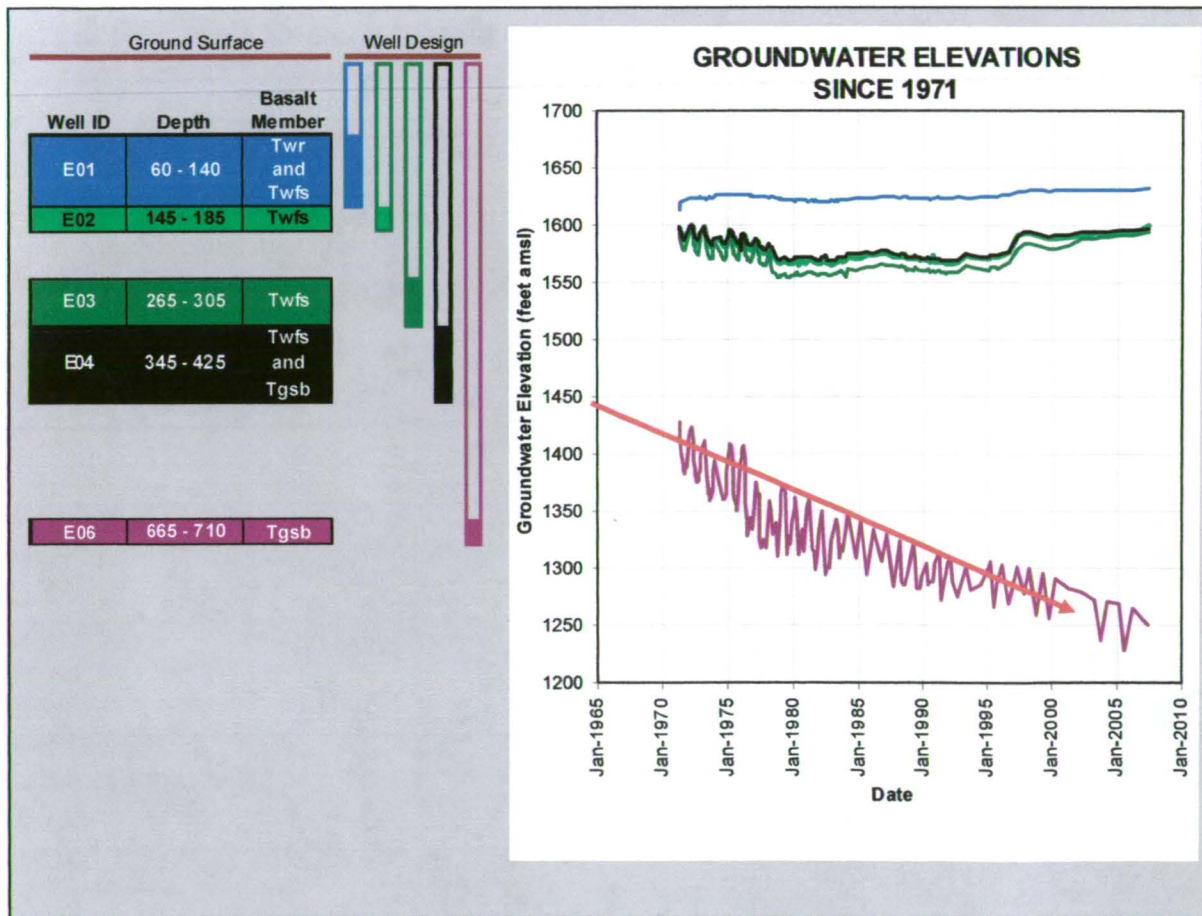 Ground Surface
Well Design
Well ID Depth Basalt Member
E01 60 - 140 Twr and Twfs
E02 145 - 185 Twfs
E03 265 - 305 Twfs
E04 345 - 425 Twfs and Tgsb
E06 665 - 710 Tgsb
GROUNDWATER ELEVATIONS
SINCE 1971
Groundwater Elevation (feet amsl)
1700
1650
1600
1550
1500
1450
1400
1350
1300
1250
1200
Jan-1965
Jan-1970
Jan-1975
Jan-1980
Jan-1985
Jan-1990
Jan-1995
Jan-2000
Jan-2005
Jan-2010
Date